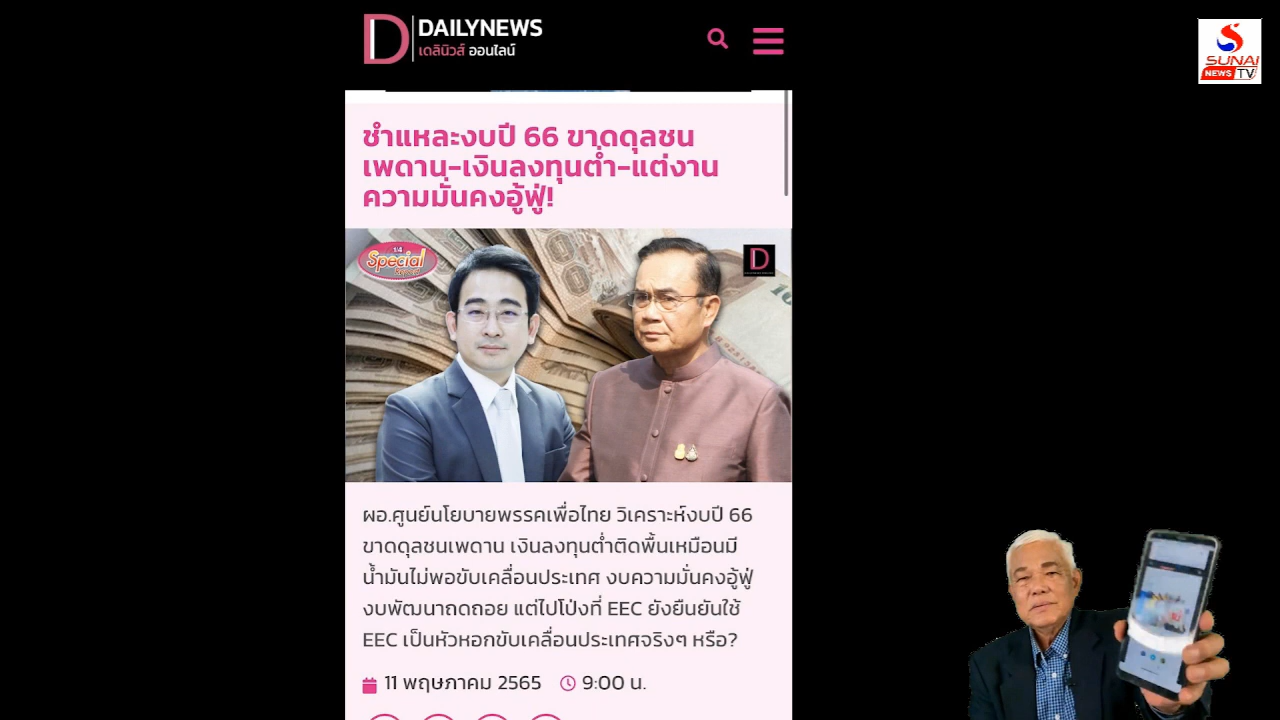 DAILYNEWS
เดลินิวส์ ออนไลน์
SUNAI
NEWS TV
ชำแหละงบปี 66 ขาดดุลชน
เพดาน-เงินลงทุนต่ำ-แต่งาน
ความมั่นคงอู้ฟู่!
Special
Report
D
ผอ.ศูนย์นโยบายพรรคเพื่อไทย วิเคราะห์งบปี 66
ขาดดุลชนเพดาน เงินลงทุนต่ำติดพื้นเหมือนมี
น้ำมันไม่พอขับเคลื่อนประเทศ งบความมั่นคงอู้ฟู่
งบพัฒนาถดถอย แต่ไปโป่งที่ EEC ยังยืนยันใช้
EEC เป็นหัวหอกขับเคลื่อนประเทศจริงๆ หรือ?
11 พฤษภาคม 2565 9:00 น.